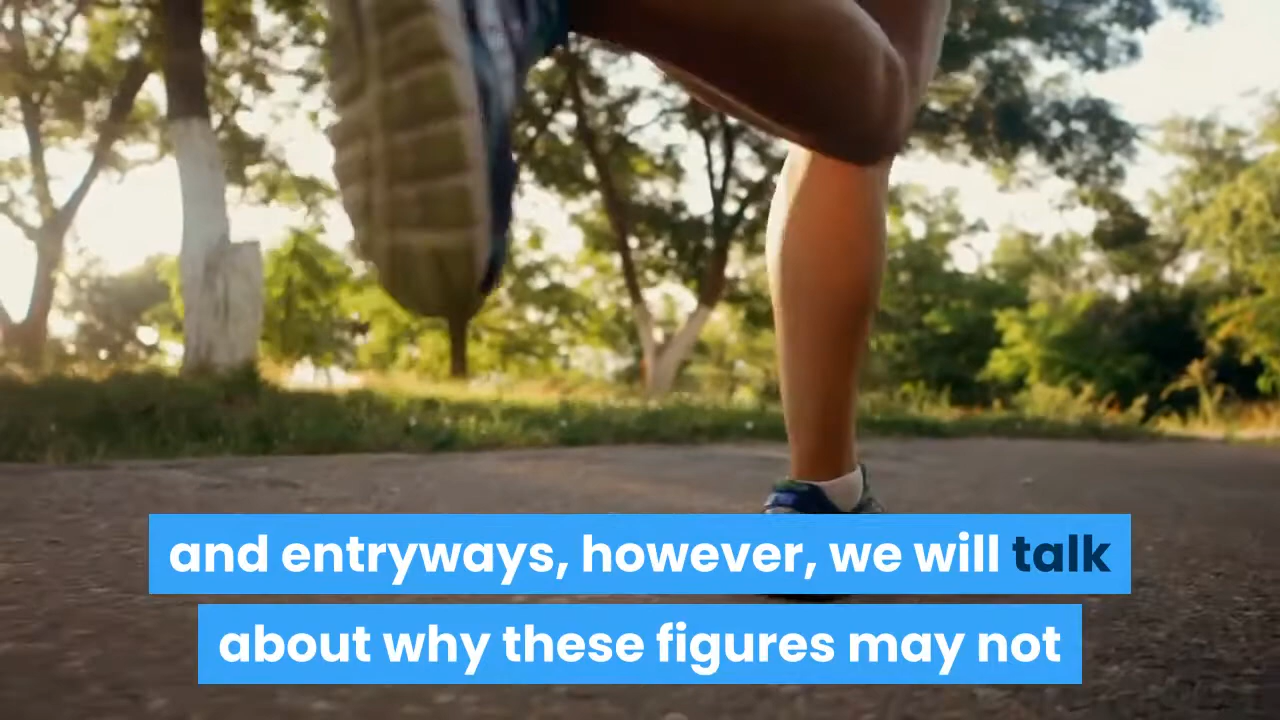 and entryways, however, we will talk
about why these figures may not